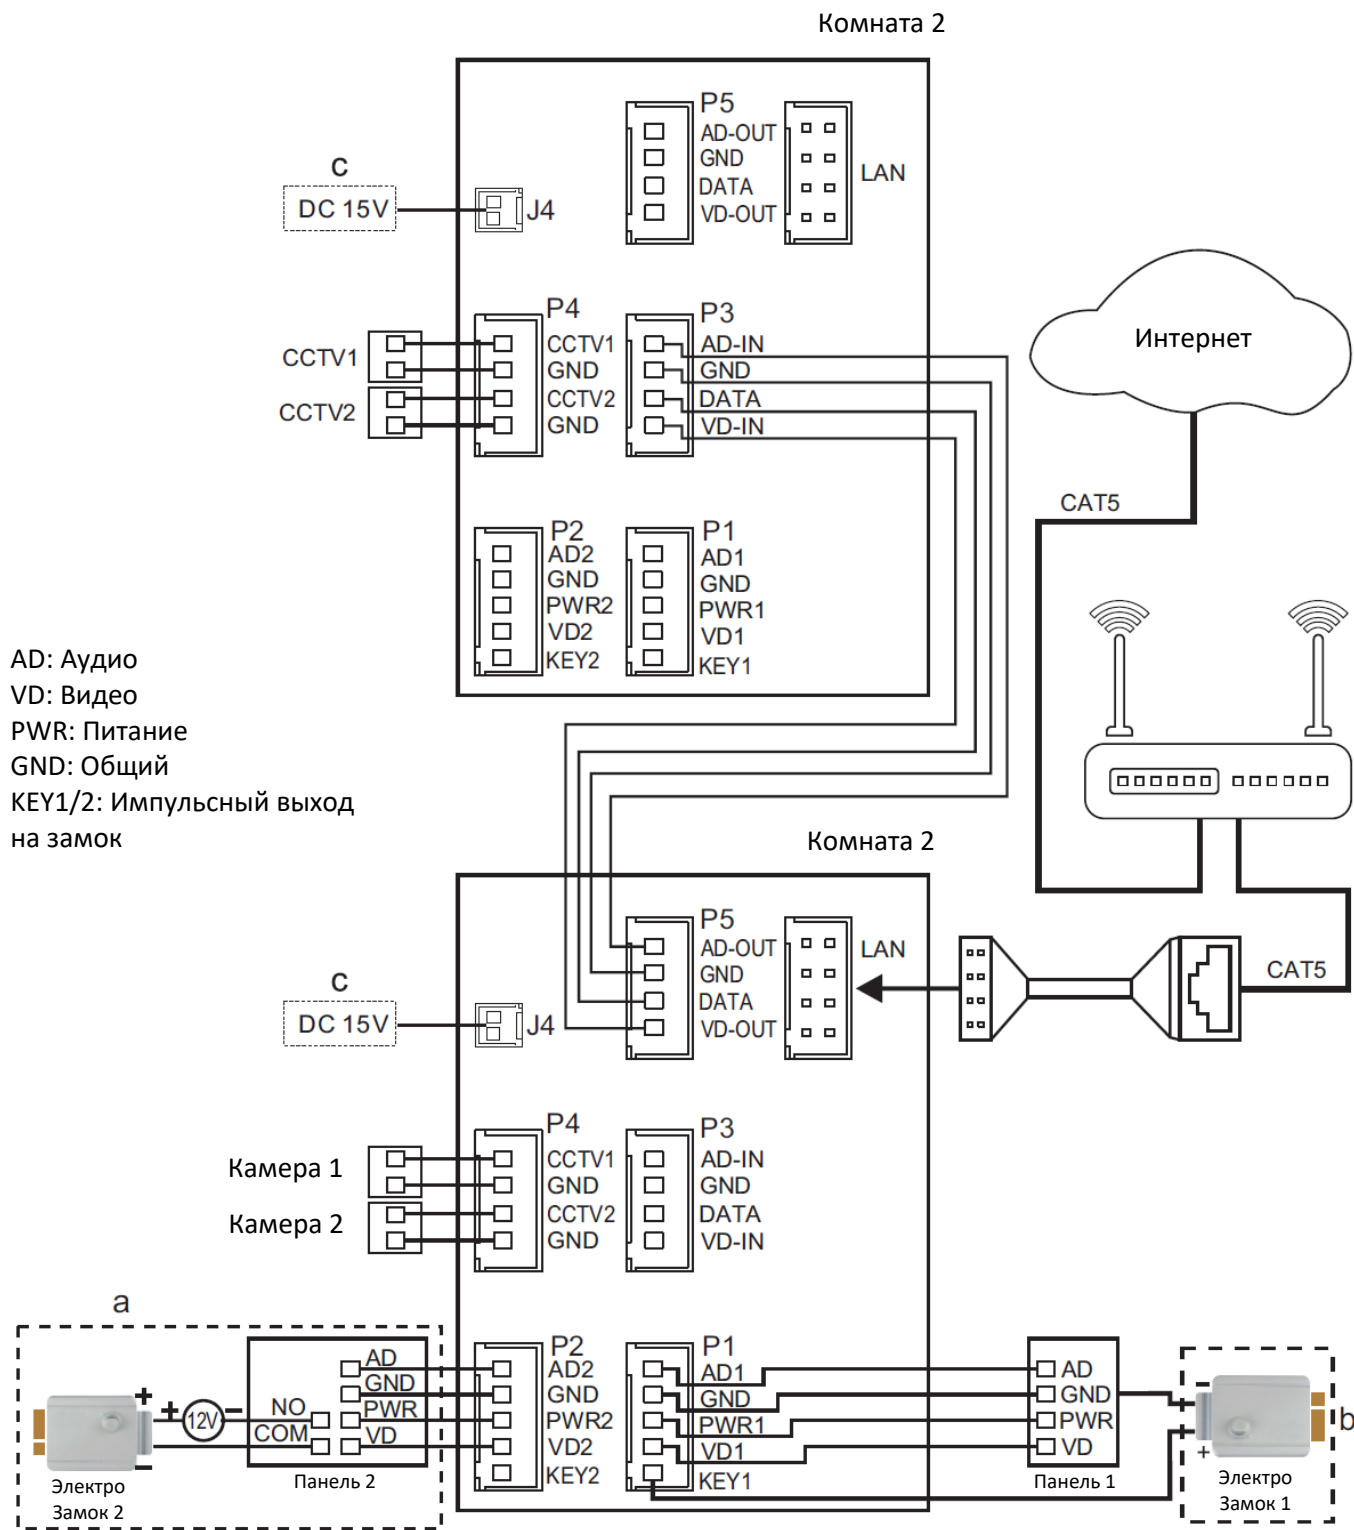 Комната 2
P5
AD-OUT
GND
DATA
VD-OUT
LAN
c
DC 15V
J4
P4
CCTV1
GND
CCTV2
GND
P3
AD-IN
GND
DATA
VD-IN
CCTV1
CCTV2
Интернет
CAT5
P2
AD2
GND
PWR2
VD2
KEY2
P1
AD1
GND
PWR1
VD1
KEY1
AD: Аудио
VD: Видео
PWR: Питание
GND: Общий
KEY1/2: Импульсный выход
на замок
Комната 2
P5
AD-OUT
GND
DATA
VD-OUT
LAN
CAT5
c
DC 15V
J4
P4
CCTV1
GND
CCTV2
GND
P3
AD-IN
GND
DATA
VD-IN
Камера 1
Камера 2
a
P2
AD2
GND
PWR2
VD2
KEY2
P1
AD1
GND
PWR1
VD1
KEY1
AD
GND
PWR
VD
NO
COM
+
+
12V
−
−
Панель 2
Электро
Замок 2
AD
GND
PWR
VD
Панель 1
−
+
b
Электро
Замок 1